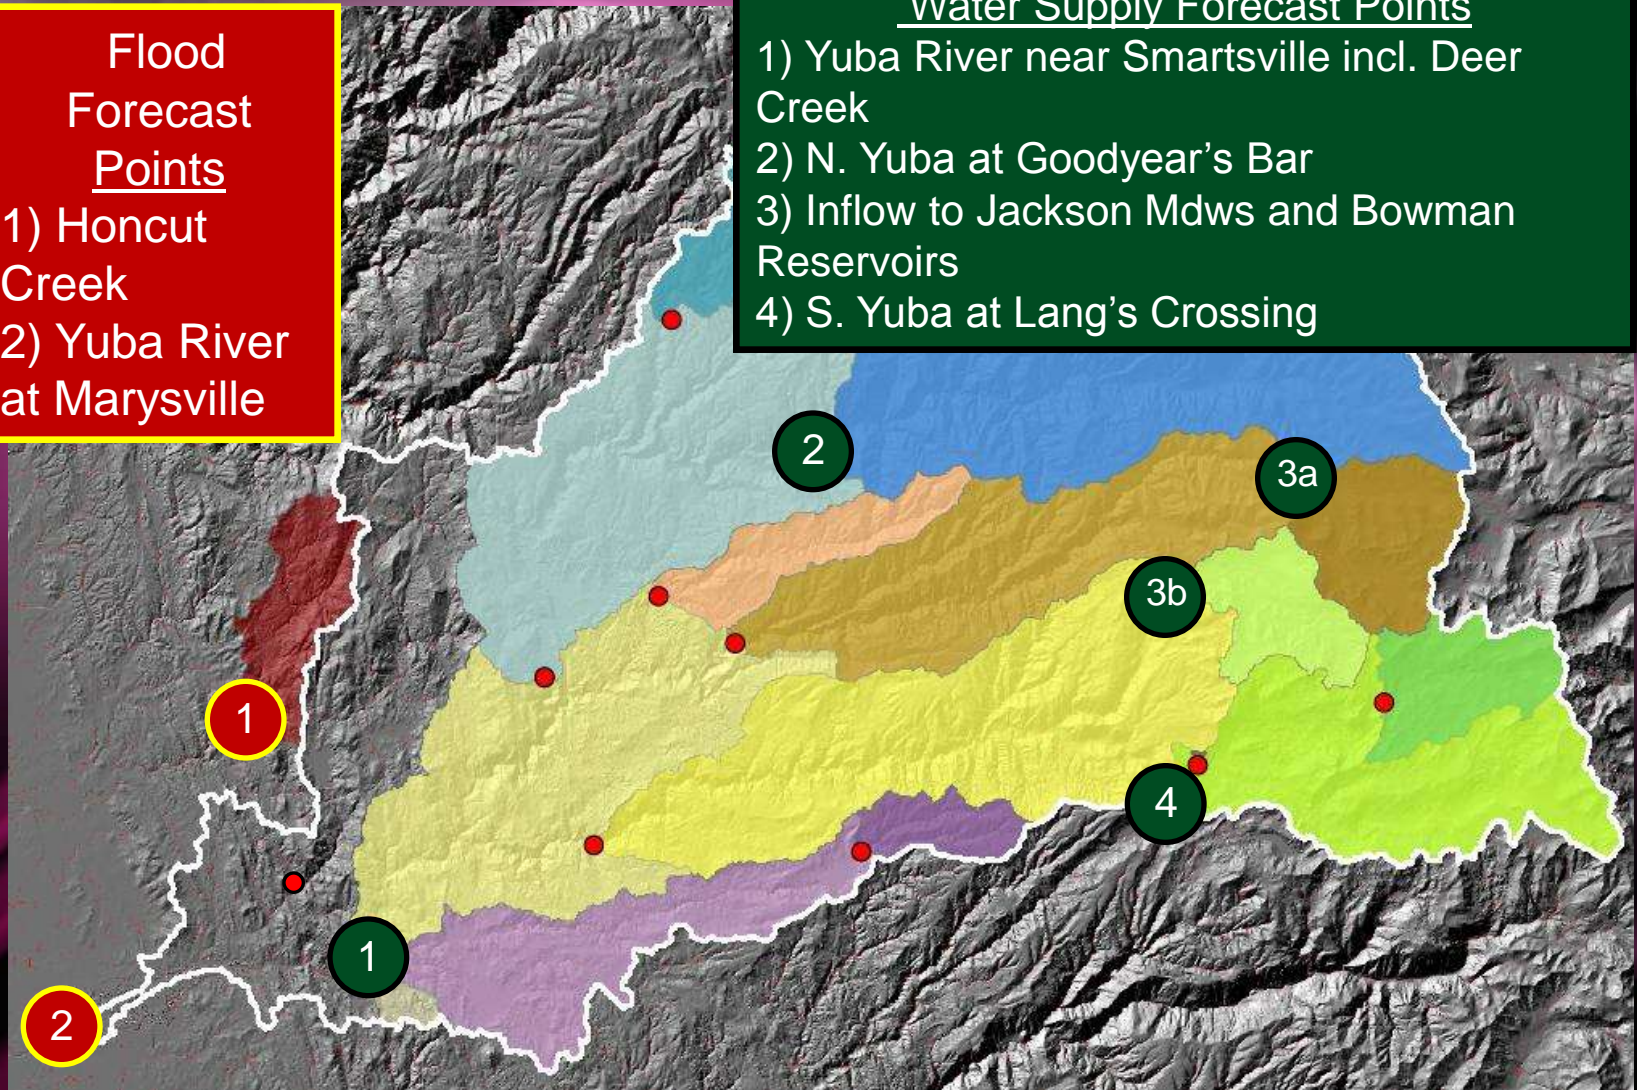 Flood
Forecast
Points
1) Honcut
Creek
2) Yuba River
at Marysville
Water Supply Forecast Points
1) Yuba River near Smartsville incl. Deer
Creek
2) N. Yuba at Goodyear’s Bar
3) Inflow to Jackson Mdws and Bowman
Reservoirs
4) S. Yuba at Lang’s Crossing
2
3a
3b
1
4
1
2